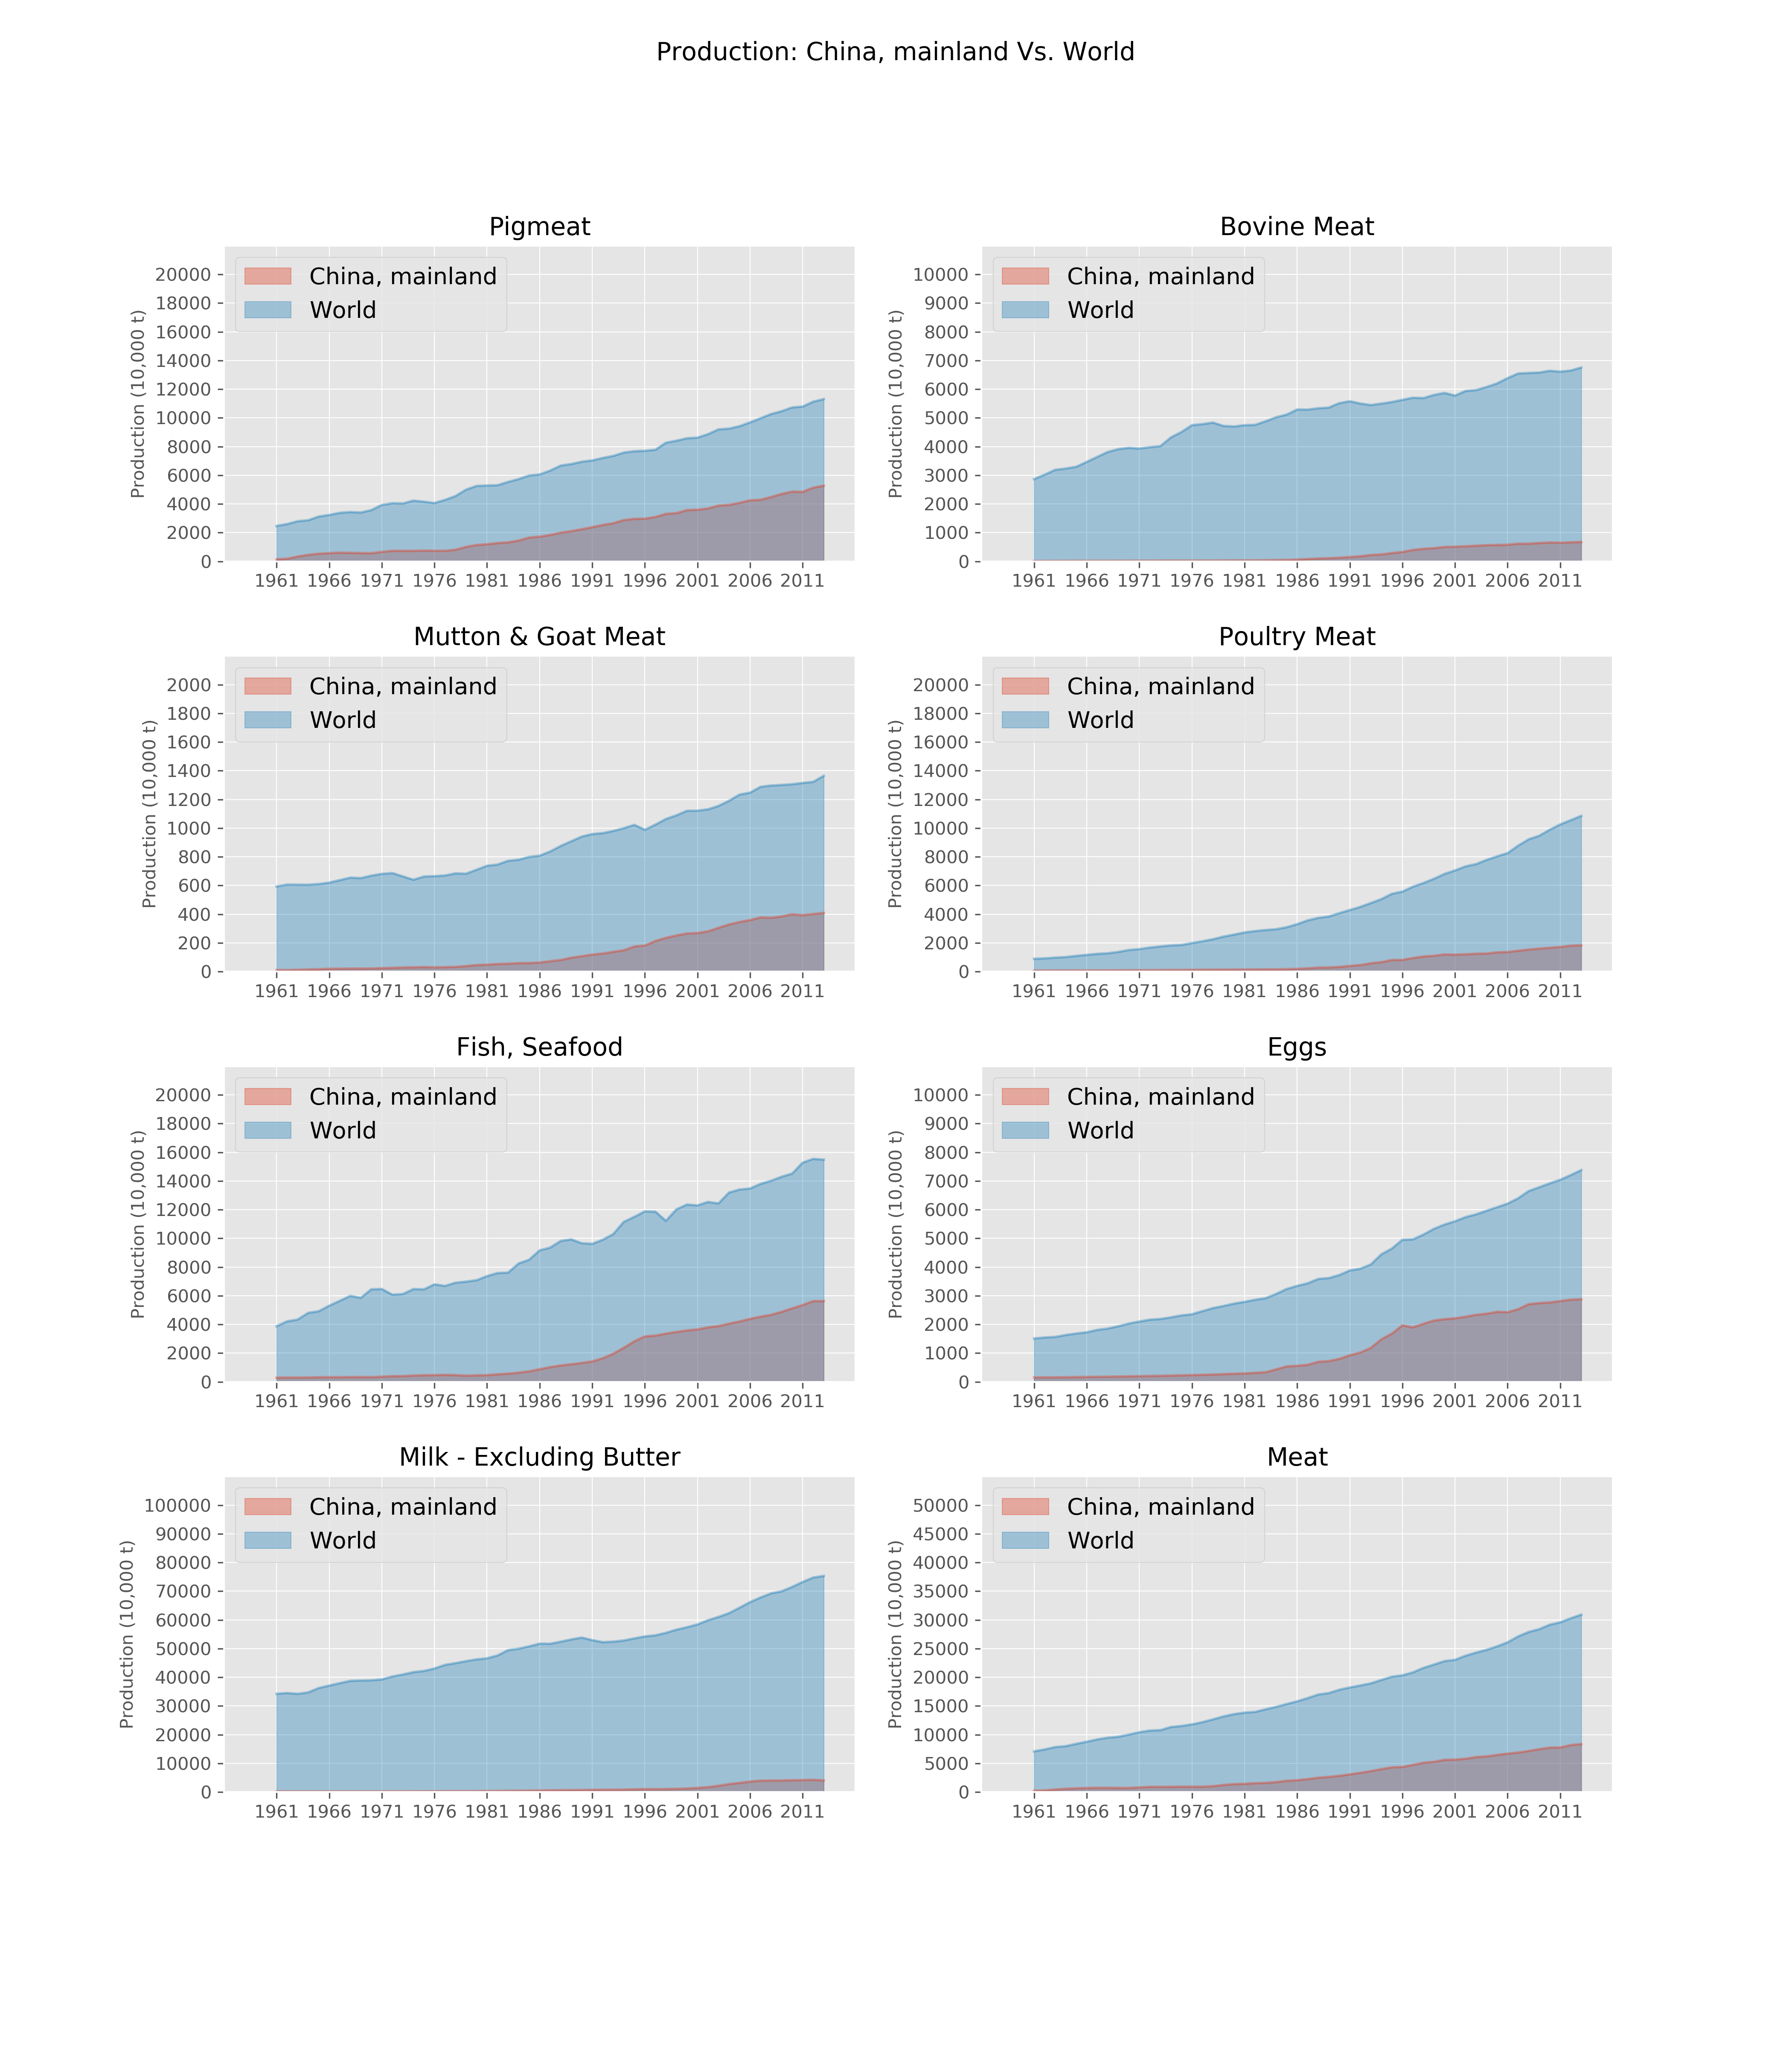 Production: China, mainland Vs. World
Pigmeat
China, mainland
World
Production (10,000 t)
20000
18000
16000
14000
12000
10000
8000
6000
4000
2000
0
1961 1966 1971 1976 1981 1986 1991 1996 2001 2006 2011
Bovine Meat
China, mainland
World
Production (10,000 t)
10000
9000
8000
7000
6000
5000
4000
3000
2000
1000
0
1961 1966 1971 1976 1981 1986 1991 1996 2001 2006 2011
Mutton & Goat Meat
China, mainland
World
Production (10,000 t)
2000
1800
1600
1400
1200
1000
800
600
400
200
0
1961 1966 1971 1976 1981 1986 1991 1996 2001 2006 2011
Poultry Meat
China, mainland
World
Production (10,000 t)
20000
18000
16000
14000
12000
10000
8000
6000
4000
2000
0
1961 1966 1971 1976 1981 1986 1991 1996 2001 2006 2011
Fish, Seafood
China, mainland
World
Production (10,000 t)
20000
18000
16000
14000
12000
10000
8000
6000
4000
2000
0
1961 1966 1971 1976 1981 1986 1991 1996 2001 2006 2011
Eggs
China, mainland
World
Production (10,000 t)
10000
9000
8000
7000
6000
5000
4000
3000
2000
1000
0
1961 1966 1971 1976 1981 1986 1991 1996 2001 2006 2011
Milk - Excluding Butter
China, mainland
World
Production (10,000 t)
100000
90000
80000
70000
60000
50000
40000
30000
20000
10000
0
1961 1966 1971 1976 1981 1986 1991 1996 2001 2006 2011
Meat
China, mainland
World
Production (10,000 t)
50000
45000
40000
35000
30000
25000
20000
15000
10000
5000
0
1961 1966 1971 1976 1981 1986 1991 1996 2001 2006 2011